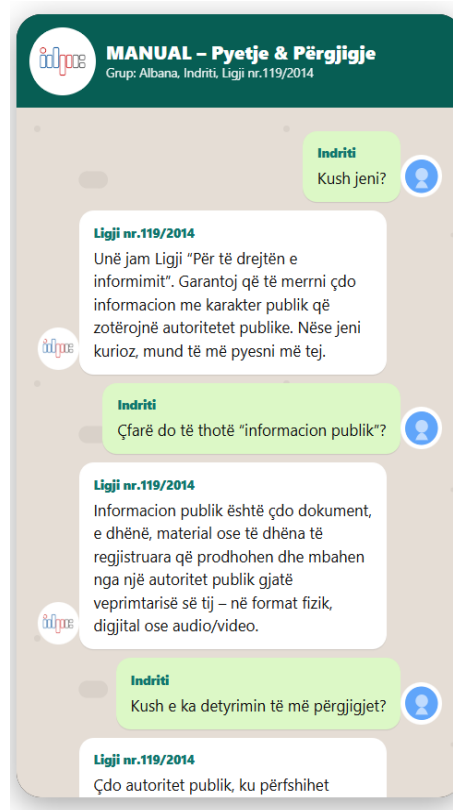 MANUAL – Pyetje & Përgjigje
Grup: Albana, Indriti, Ligji nr.119/2014
Indriti
Kush jeni?
Ligji nr.119/2014
Unë jam Ligji “Për të drejtën e
informimit”. Garantoj që të merrni çdo
informacion me karakter publik që
zotërojnë autoritetet publike. Nëse jeni
kurioz, mund të më pyesni më tej.
Indriti
Çfarë do të thotë “informacion publik”?
Ligji nr.119/2014
Informacion publik është çdo dokument,
e dhënë, material ose të dhëna të
regjistruara që prodhohen dhe mbahen
nga një autoritet publik gjatë
veprimtarisë së tij – në format fizik,
digjital ose audio/video.
Indriti
Kush e ka detyrimin të më përgjigjet?
Ligji nr.119/2014
Çdo autoritet publik, ku përfshihet